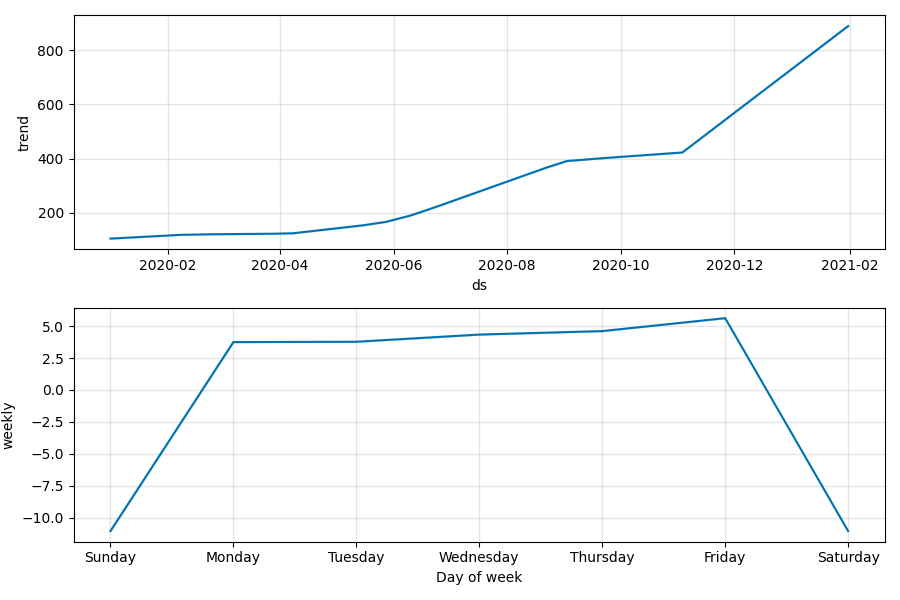 800
600
400
200
trend
2020-02 2020-04 2020-06 2020-08 2020-10 2020-12 2021-02
ds
5.0
2.5
0.0
−2.5
−5.0
−7.5
−10.0
weekly
Sunday Monday Tuesday Wednesday Thursday Friday Saturday
Day of week